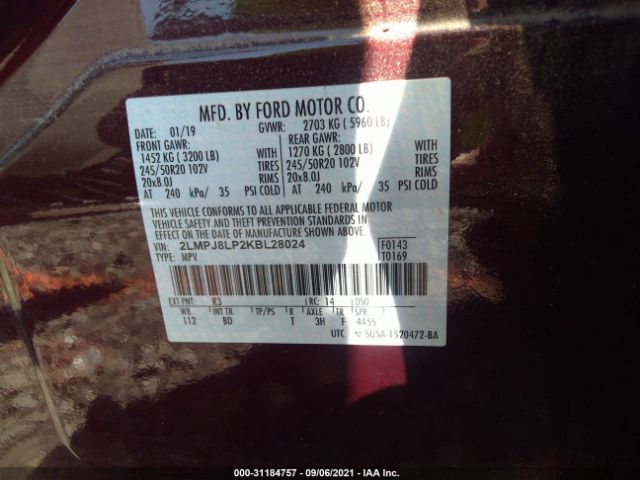 MFD. BY FORD MOTOR CO.
DATE: 01/19 GVWR: 2703 KG ( 5960 LB)
FRONT GAWR: REAR GAWR:
1452 KG ( 3200 LB) WITH 1270 KG ( 2800 LB) WITH
245/50R20 102V TIRES 245/50R20 102V TIRES
20x8.0J RIMS 20x8.0J RIMS
AT 240 kPa/ 35 PSI COLD AT 240 kPa/ 35 PSI COLD
THIS VEHICLE CONFORMS TO ALL APPLICABLE FEDERAL MOTOR
VEHICLE SAFETY AND THEFT PREVENTION STANDARDS IN
EFFECT ON THE DATE OF MANUFACTURE SHOWN ABOVE.
VIN: 2LMPJ8LP2KBL28024 F0143
TYPE: MPV T0169
EXT PNT: R3 RC: 14 DSO:
WB INT TR TP/PS R AXLE TR SPR
112 BD T 3H F 4455
UTC 5U5A-1520472-BA
000-31184757 - 09/06/2021 - IAA Inc.